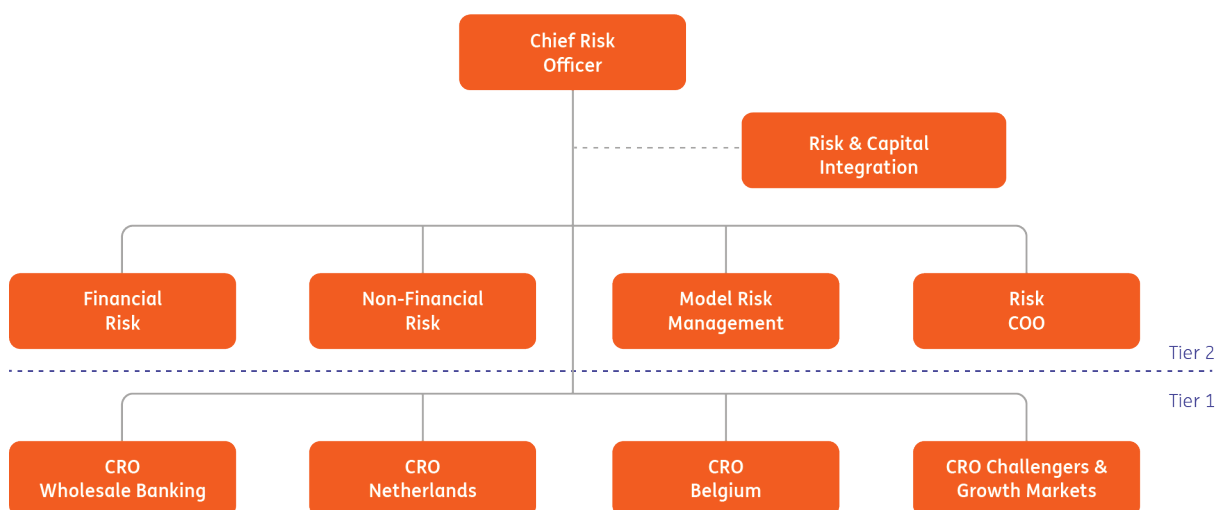 Chief Risk
Officer
Risk & Capital
Integration
Financial
Risk
Non-Financial
Risk
Model Risk
Management
Risk
COO
Tier 2
Tier 1
CRO
Wholesale Banking
CRO
Netherlands
CRO
Belgium
CRO Challengers &
Growth Markets